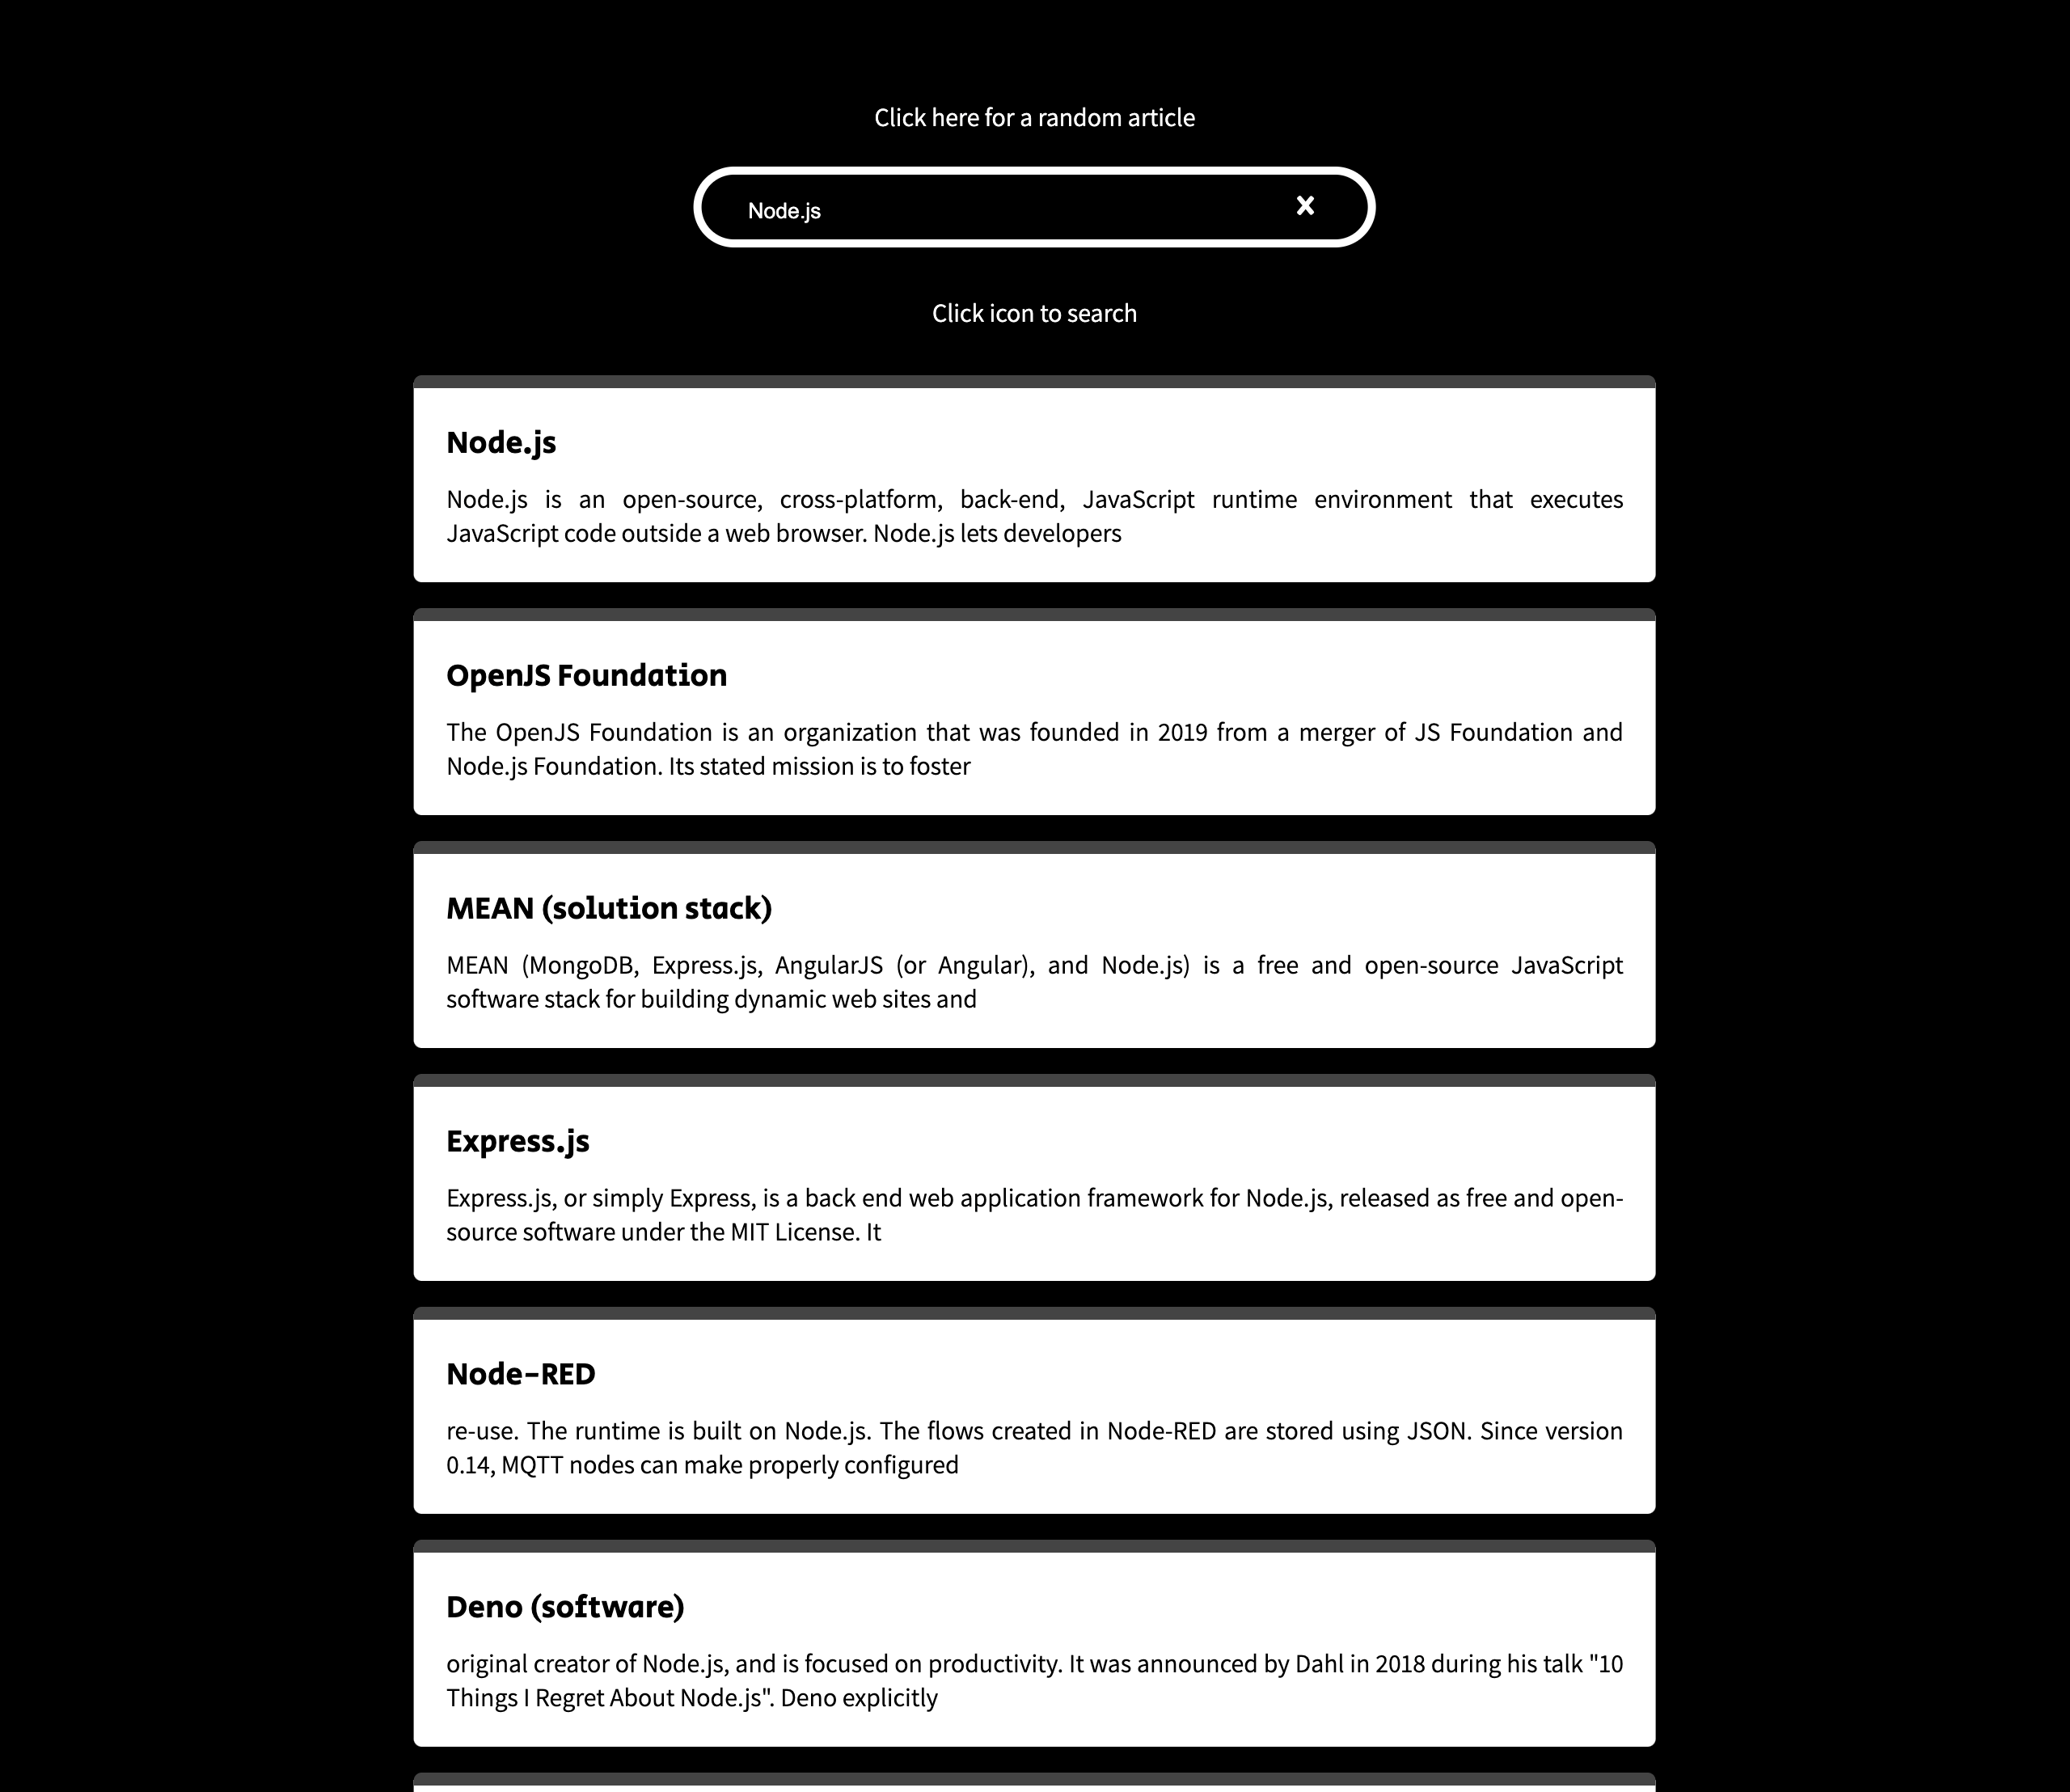 Click here for a random article
Node.js
Click icon to search
Node.js
Node.js is an open-source, cross-platform, back-end, JavaScript runtime environment that executes
JavaScript code outside a web browser. Node.js lets developers
OpenJS Foundation
The OpenJS Foundation is an organization that was founded in 2019 from a merger of JS Foundation and
Node.js Foundation. Its stated mission is to foster
MEAN (solution stack)
MEAN (MongoDB, Express.js, AngularJS (or Angular), and Node.js) is a free and open-source JavaScript
software stack for building dynamic web sites and
Express.js
Express.js, or simply Express, is a back end web application framework for Node.js, released as free and open-
source software under the MIT License. It
Node-RED
re-use. The runtime is built on Node.js. The flows created in Node-RED are stored using JSON. Since version
0.14, MQTT nodes can make properly configured
Deno (software)
original creator of Node.js, and is focused on productivity. It was announced by Dahl in 2018 during his talk "10
Things I Regret About Node.js". Deno explicitly